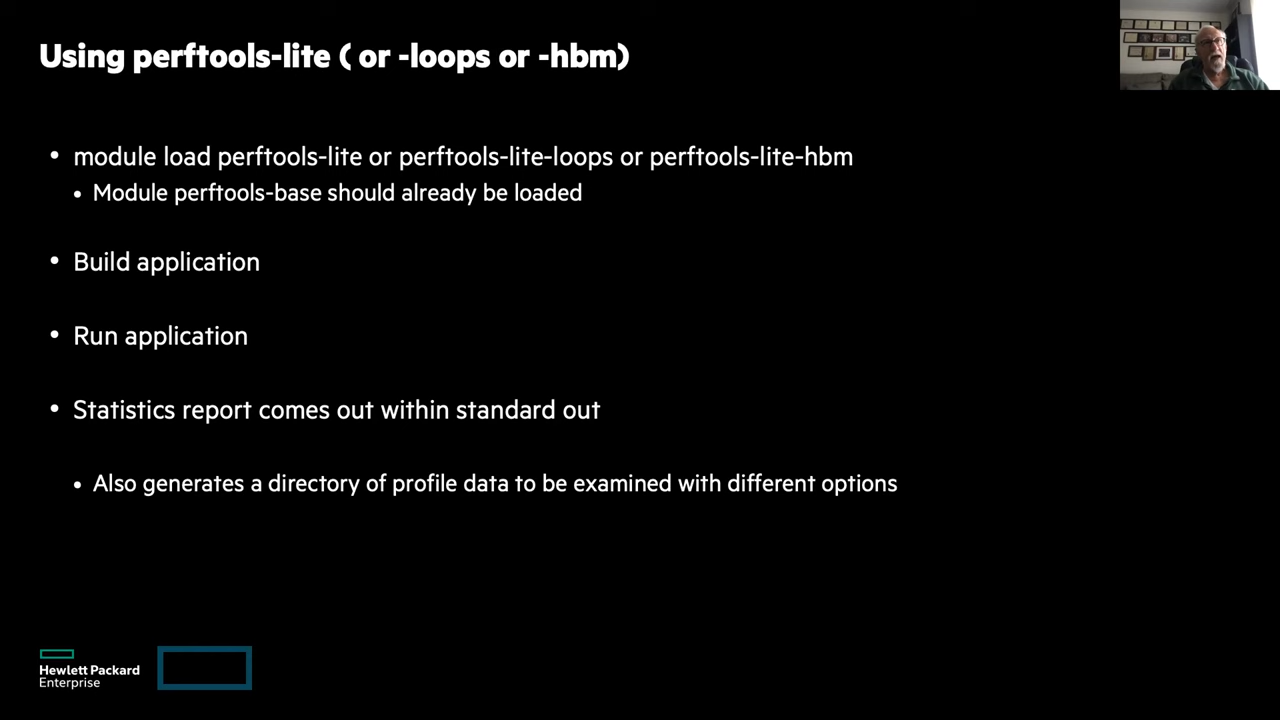 Using perftools-lite ( or -loops or -hbm)
• module load perftools-lite or perftools-lite-loops or perftools-lite-hbm
• Module perftools-base should already be loaded
• Build application
• Run application
• Statistics report comes out within standard out
• Also generates a directory of profile data to be examined with different options
Hewlett Packard
Enterprise